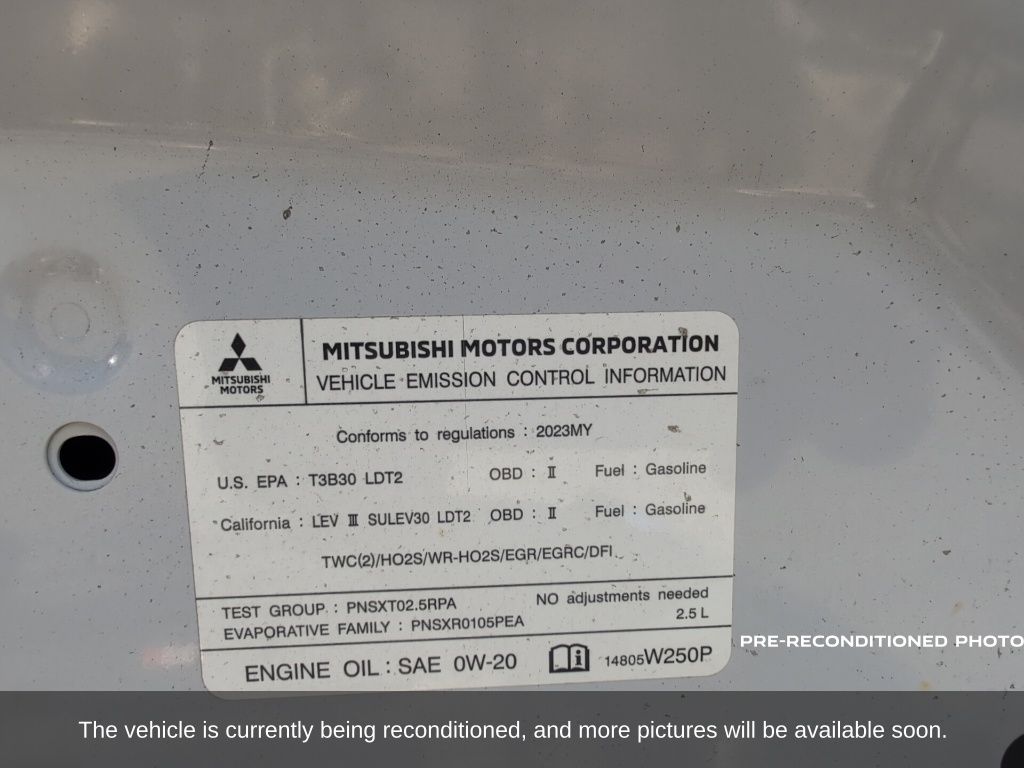 MITSUBISHI
MOTORS
MITSUBISHI MOTORS CORPORATION
VEHICLE EMISSION CONTROL INFORMATION
Conforms to regulations : 2023MY
U.S. EPA : T3B30 LDT2 OBD : II Fuel : Gasoline
California : LEV III SULEV30 LDT2 OBD : II Fuel : Gasoline
TWC(2)/HO2S/WR-HO2S/EGR/EGRC/DFI
TEST GROUP : PNSXT02.5RPA NO adjustments needed
EVAPORATIVE FAMILY : PNSXR0105PEA 2.5 L
ENGINE OIL : SAE 0W-20 14805W250P
PRE-RECONDITIONED PHOTO
The vehicle is currently being reconditioned, and more pictures will be available soon.